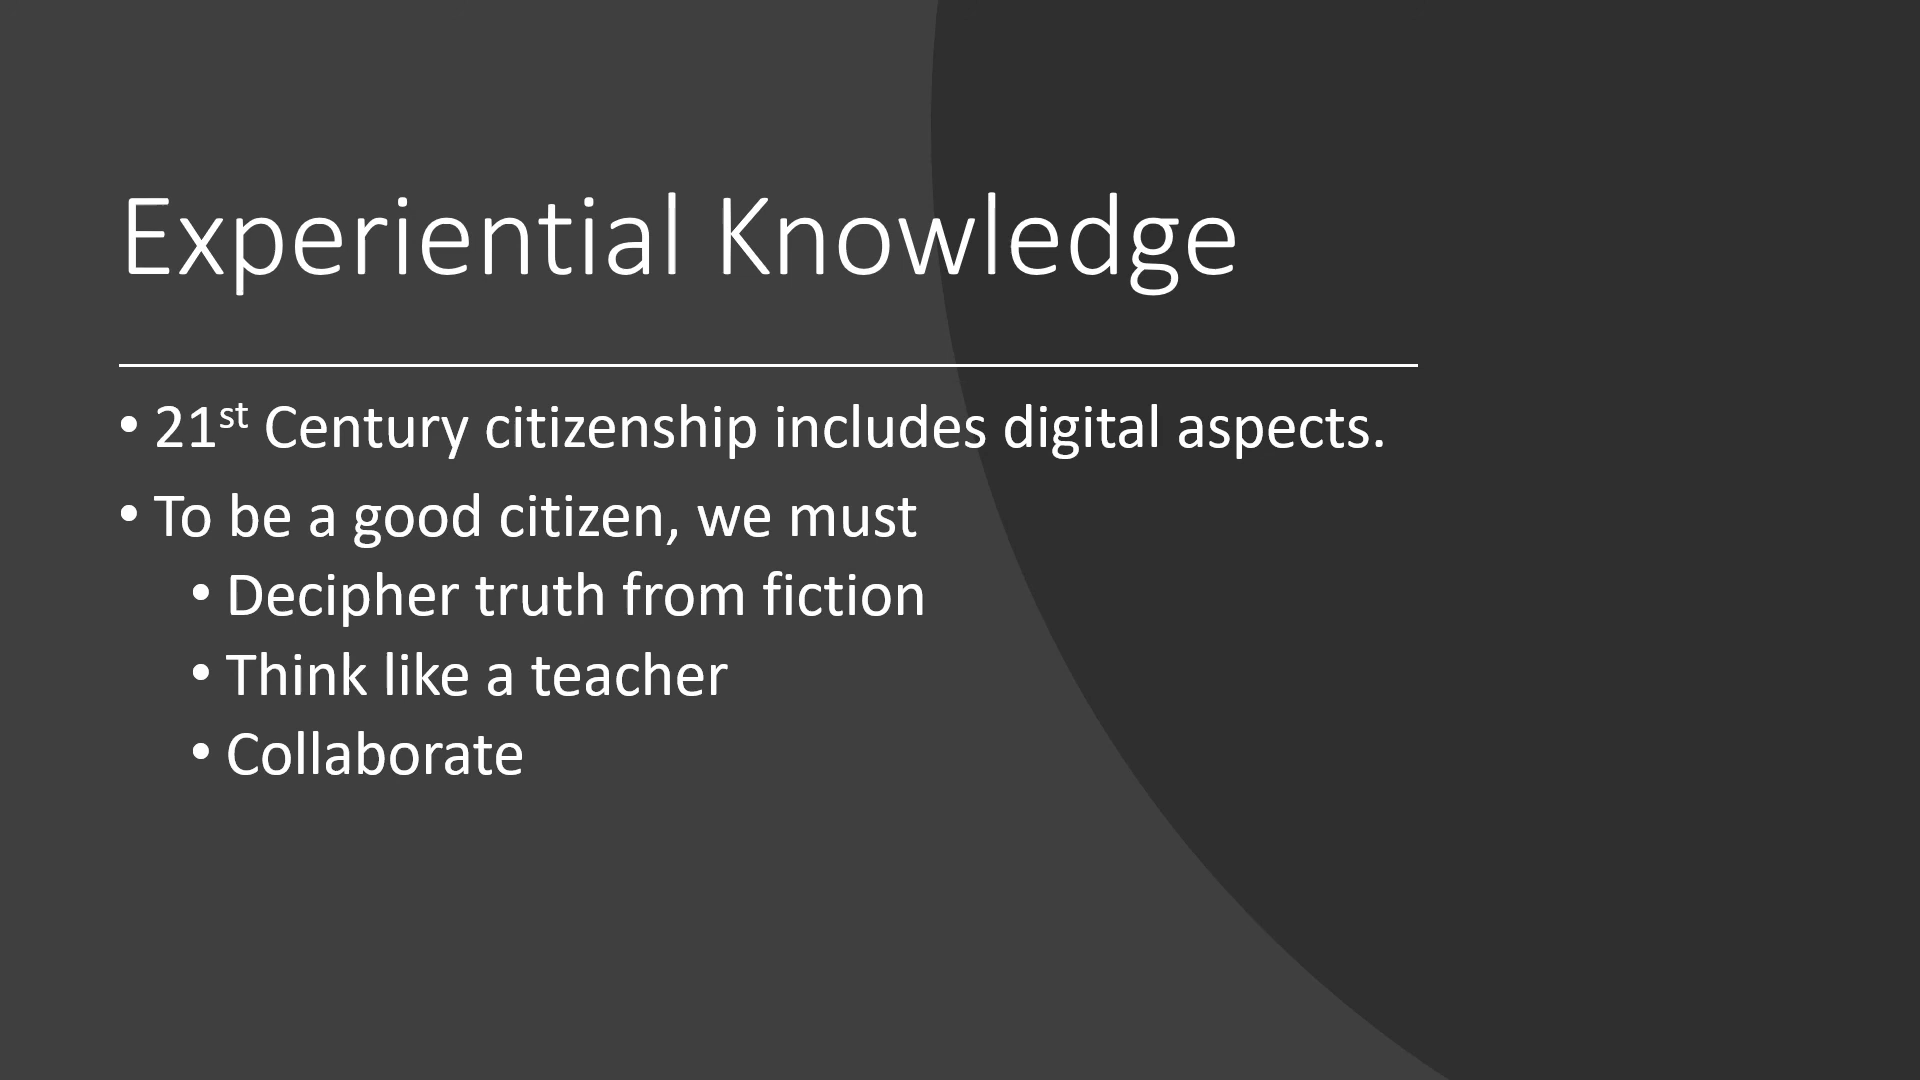 Experiential Knowledge
• 21st Century citizenship includes digital aspects.
• To be a good citizen, we must
• Decipher truth from fiction
• Think like a teacher
• Collaborate